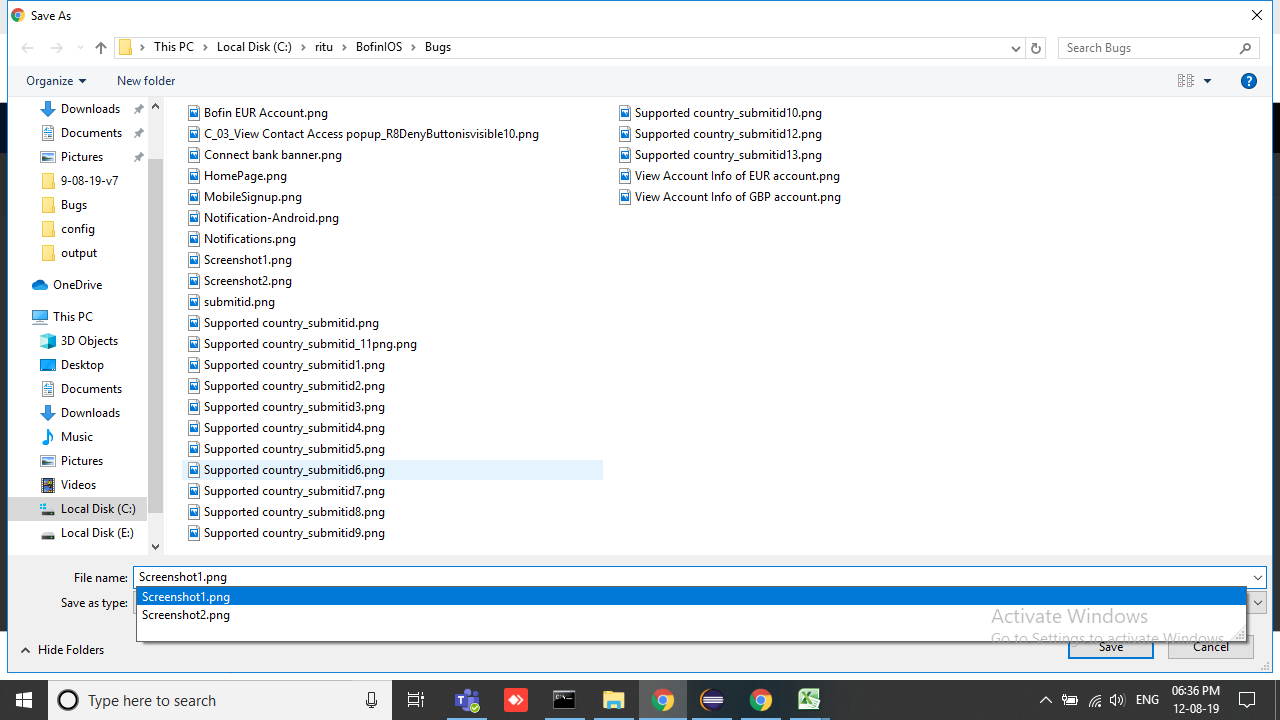 Save As
This PC > Local Disk (C:) > ritu > BofinIOS > Bugs
Search Bugs
Organize
New folder
Downloads
Documents
Pictures
9-08-19-v7
Bugs
config
output
OneDrive
This PC
3D Objects
Desktop
Documents
Downloads
Music
Pictures
Videos
Local Disk (C:)
Local Disk (E:)
Bofin EUR Account.png
C_03_View Contact Access popup_R8DenyButtonisvisible10.png
Connect bank banner.png
HomePage.png
MobileSignup.png
Notification-Android.png
Notifications.png
Screenshot1.png
Screenshot2.png
submitid.png
Supported country_submitid.png
Supported country_submitid_11png.png
Supported country_submitid1.png
Supported country_submitid2.png
Supported country_submitid3.png
Supported country_submitid4.png
Supported country_submitid5.png
Supported country_submitid6.png
Supported country_submitid7.png
Supported country_submitid8.png
Supported country_submitid9.png
Supported country_submitid10.png
Supported country_submitid12.png
Supported country_submitid13.png
View Account Info of EUR account.png
View Account Info of GBP account.png
File name: Screenshot1.png
Save as type:
Screenshot1.png
Screenshot2.png
Activate Windows
Go to Settings to activate Windows.
Hide Folders
Save
Cancel
Type here to search
ENG
06:36 PM
12-08-19